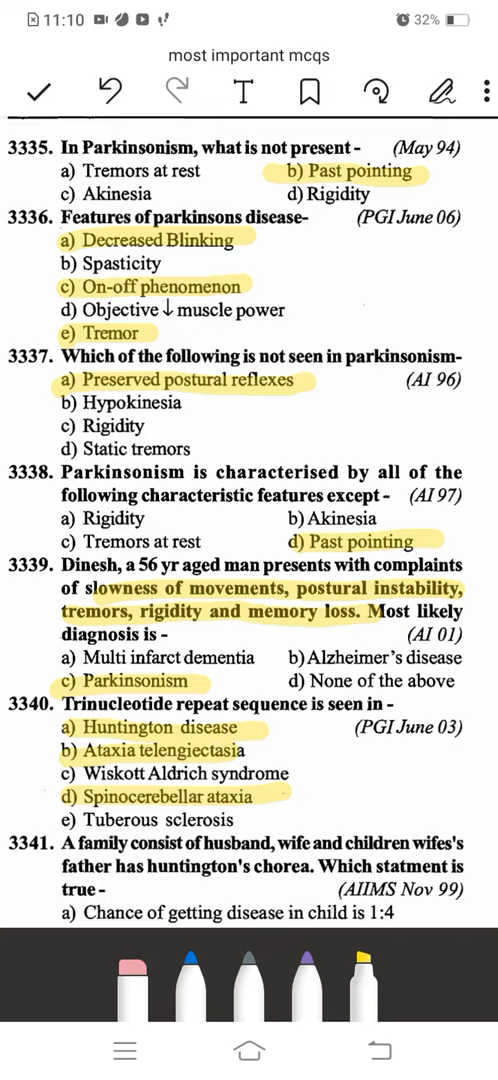 11:10
32%
most important mcqs
T
3335. In Parkinsonism, what is not present - (May 94)
a) Tremors at rest b) Past pointing
c) Akinesia d) Rigidity
3336. Features of parkinsons disease- (PGI June 06)
a) Decreased Blinking
b) Spasticity
c) On-off phenomenon
d) Objective ↓ muscle power
e) Tremor
3337. Which of the following is not seen in parkinsonism-
a) Preserved postural reflexes (AI 96)
b) Hypokinesia
c) Rigidity
d) Static tremors
3338. Parkinsonism is characterised by all of the
following characteristic features except - (AI 97)
a) Rigidity b) Akinesia
c) Tremors at rest d) Past pointing
3339. Dinesh, a 56 yr aged man presents with complaints
of slowness of movements, postural instability,
tremors, rigidity and memory loss. Most likely
diagnosis is - (AI 01)
a) Multi infarct dementia b) Alzheimer's disease
c) Parkinsonism d) None of the above
3340. Trinucleotide repeat sequence is seen in -
a) Huntington disease (PGI June 03)
b) Ataxia telengiectasia
c) Wiskott Aldrich syndrome
d) Spinocerebellar ataxia
e) Tuberous sclerosis
3341. A family consist of husband, wife and children wifes's
father has huntington's chorea. Which statment is
true - (AIIMS Nov 99)
a) Chance of getting disease in child is 1:4